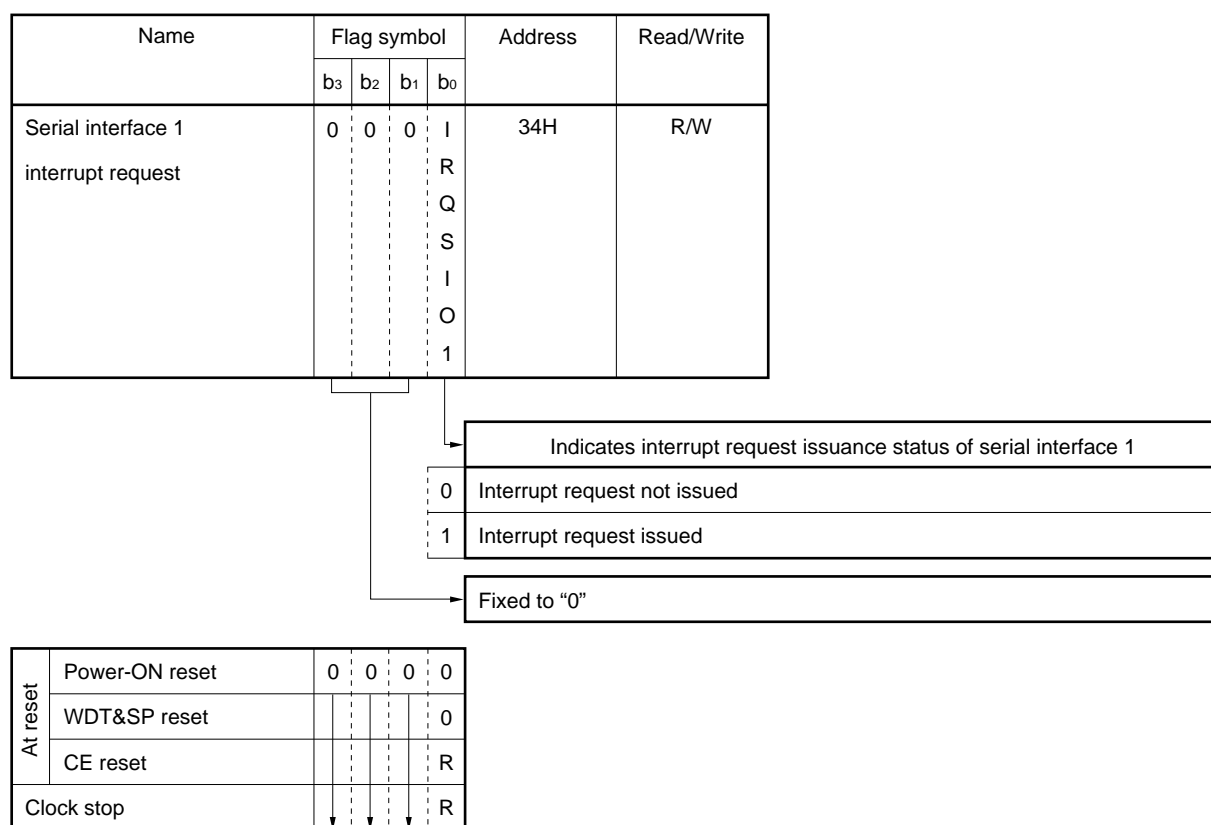 Name Flag symbol Address Read/Write
b3 b2 b1 b0
Serial interface 1 0 0 0 I 34H R/W
interrupt request R
Q
S
I
O
1
Indicates interrupt request issuance status of serial interface 1
0 Interrupt request not issued
1 Interrupt request issued
Fixed to “0”
At reset
Power-ON reset 0 0 0 0
WDT&SP reset 0
CE reset R
Clock stop R